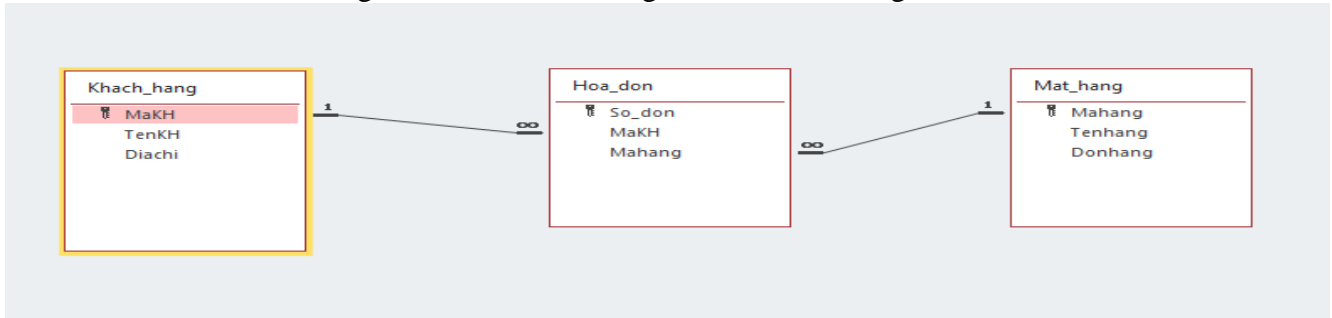 Khach_hang
MaKH
TenKH
Diachi
1
∞
Hoa_don
So_don
MaKH
Mahang
∞
1
Mat_hang
Mahang
Tenhang
Donhang